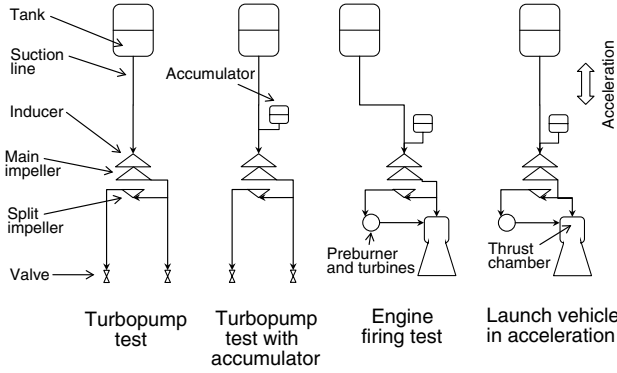 Tank
Suction
line
Accumulator
Acceleration
Inducer
Main
impeller
Split
impeller
Preburner
and turbines
Thrust
chamber
Valve
Turbopump
test
Turbopump
test with
accumulator
Engine
firing test
Launch vehicle
in acceleration